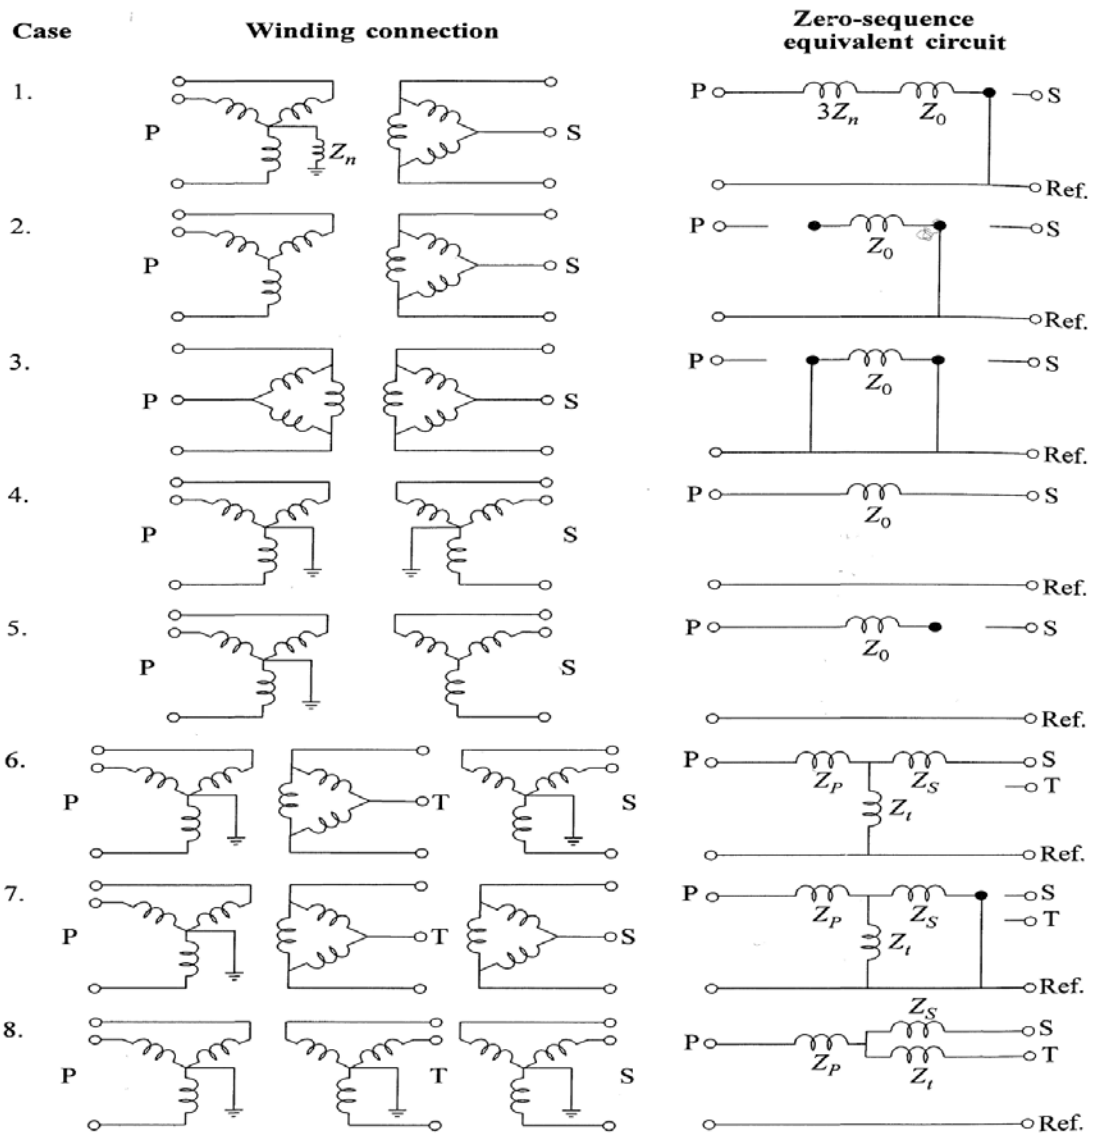 Case Winding connection Zero-sequence equivalent circuit
1.
P
Z_n
S
P
3Z_n
Z_0
S
Ref.
2.
P
S
P
Z_0
S
Ref.
3.
P
S
P
Z_0
S
Ref.
4.
P
S
P
Z_0
S
Ref.
5.
P
S
P
Z_0
S
Ref.
6.
P
T
S
P
Z_P
Z_S
Z_t
S
T
Ref.
7.
P
T
S
P
Z_P
Z_S
Z_t
S
T
Ref.
8.
P
T
S
P
Z_P
Z_S
Z_t
S
T
Ref.